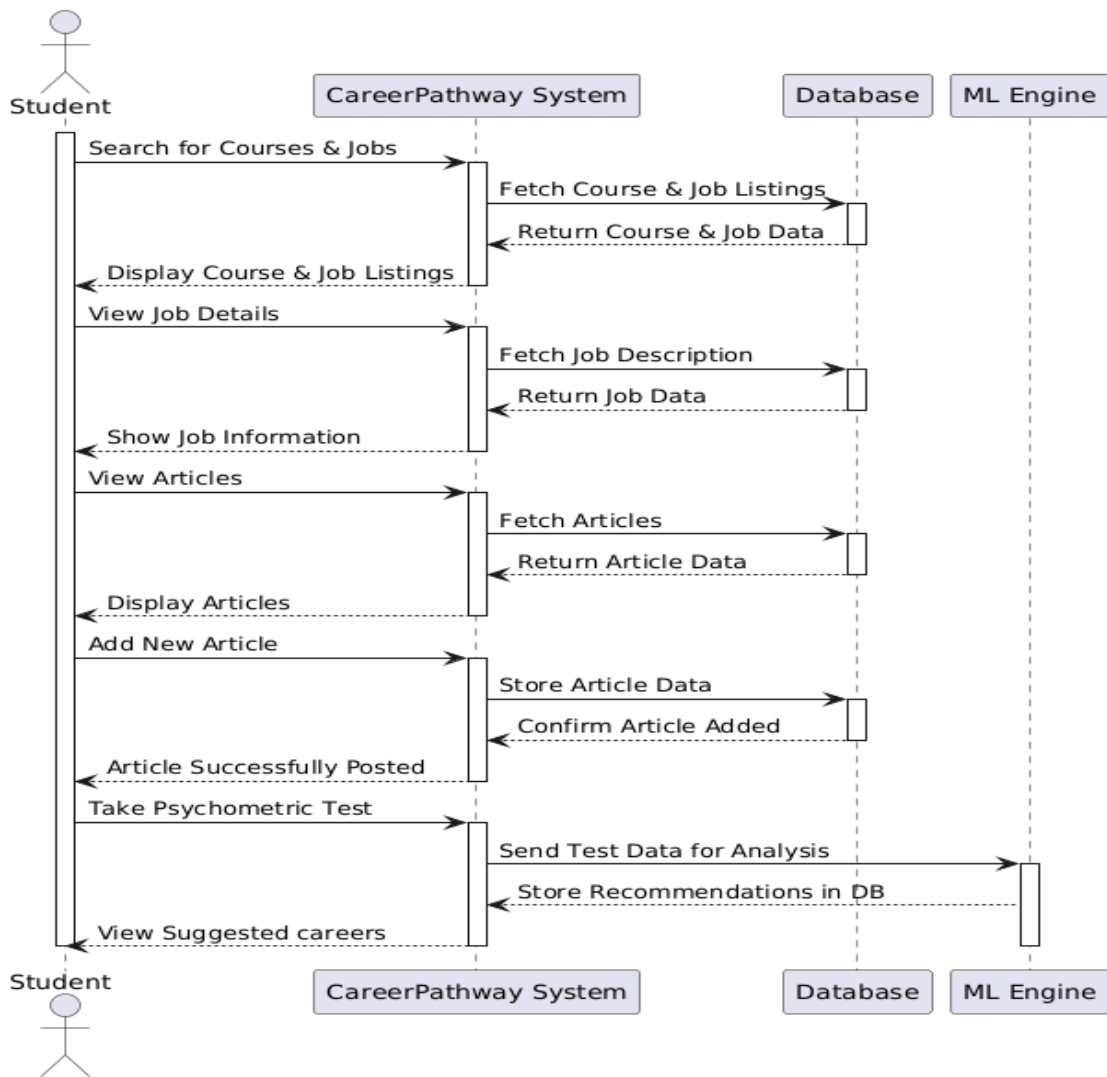 Student
CareerPathway System
Database
ML Engine
Search for Courses & Jobs
Fetch Course & Job Listings
Return Course & Job Data
Display Course & Job Listings
View Job Details
Fetch Job Description
Return Job Data
Show Job Information
View Articles
Fetch Articles
Return Article Data
Display Articles
Add New Article
Store Article Data
Confirm Article Added
Article Successfully Posted
Take Psychometric Test
Send Test Data for Analysis
Store Recommendations in DB
View Suggested careers
Student
CareerPathway System
Database
ML Engine